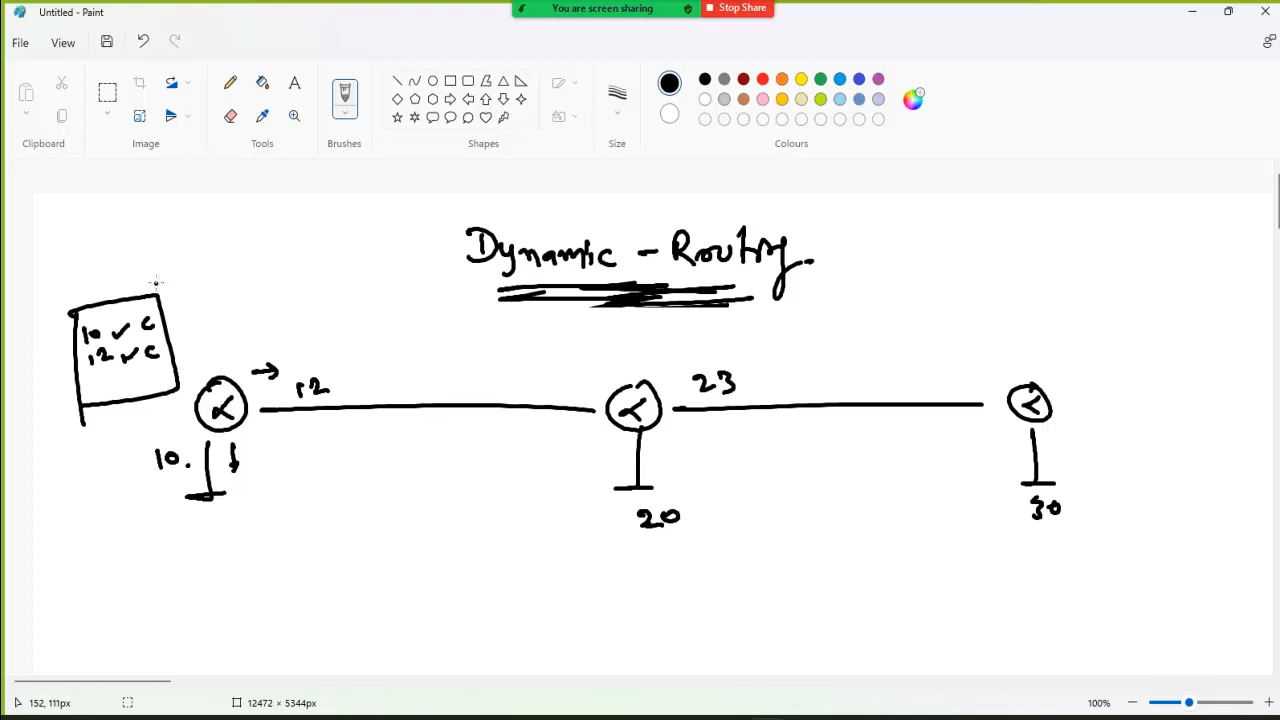 Untitled - Paint
You are screen sharing
Stop Share
File
View
Clipboard
Image
Tools
Brushes
Shapes
Size
Colours
Dynamic - Routing.
10 ✓ C
12 ✓ C
12
23
10.
20
30
152, 111px
12472 × 5344px
100%